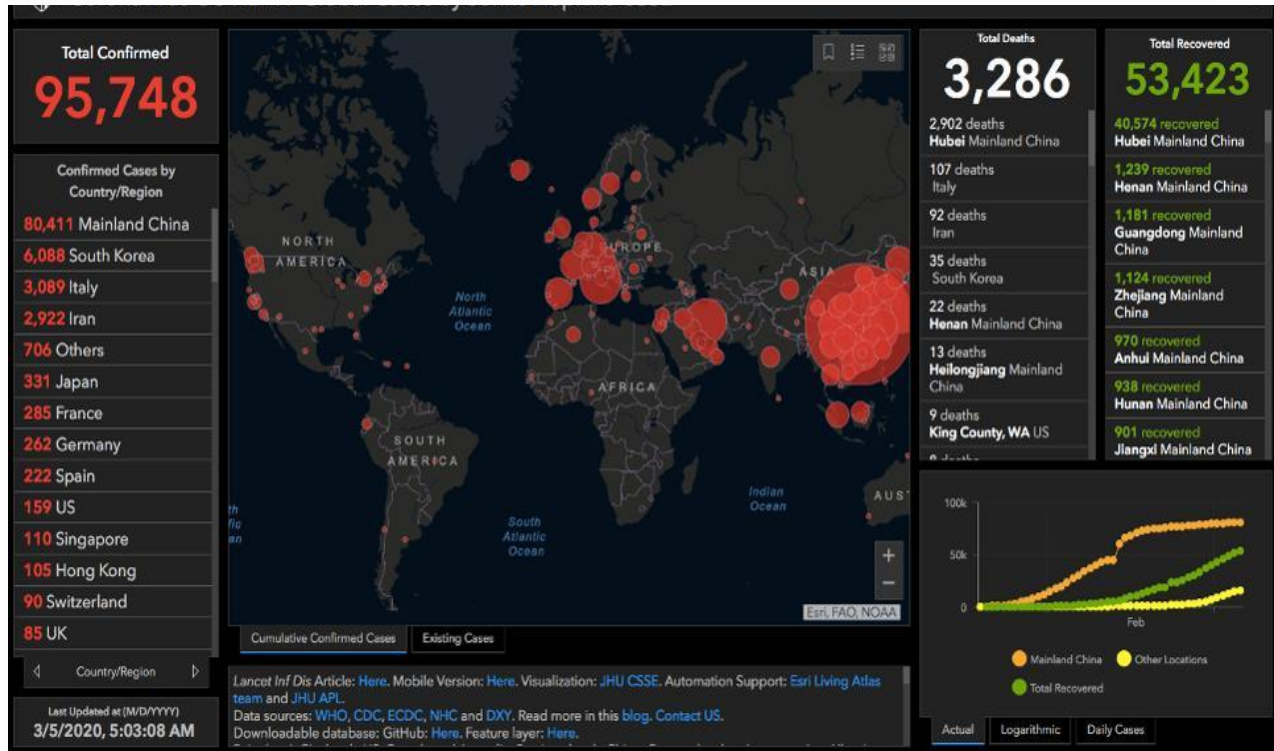 Total Confirmed
95,748
Confirmed Cases by
Country/Region
80,411 Mainland China
6,088 South Korea
3,089 Italy
2,922 Iran
706 Others
331 Japan
285 France
262 Germany
222 Spain
159 US
110 Singapore
105 Hong Kong
90 Switzerland
85 UK
Country/Region
Last Updated at (M/D/YYYY)
3/5/2020, 5:03:08 AM
NORTH
AMERICA
EUROPE
ASIA
North
Atlantic
Ocean
AFRICA
SOUTH
AMERICA
Indian
Ocean
AUS
South
Atlantic
Ocean
+
−
Esri, FAO, NOAA
Cumulative Confirmed Cases
Existing Cases
Lancet Inf Dis Article: Here. Mobile Version: Here. Visualization: JHU CSSE. Automation Support: Esri Living Atlas
team and JHU APL.
Data sources: WHO, CDC, ECDC, NHC and DXY. Read more in this blog. Contact US.
Downloadable database: GitHub: Here. Feature layer: Here.
Total Deaths
3,286
2,902 deaths
Hubei Mainland China
107 deaths
Italy
92 deaths
Iran
35 deaths
South Korea
22 deaths
Henan Mainland China
13 deaths
Heilongjiang Mainland
China
9 deaths
King County, WA US
Total Recovered
53,423
40,574 recovered
Hubei Mainland China
1,239 recovered
Henan Mainland China
1,181 recovered
Guangdong Mainland
China
1,124 recovered
Zhejiang Mainland
China
970 recovered
Anhui Mainland China
938 recovered
Hunan Mainland China
901 recovered
Jiangxi Mainland China
100k
50k
0
Feb
Mainland China
Other Locations
Total Recovered
Actual
Logarithmic
Daily Cases